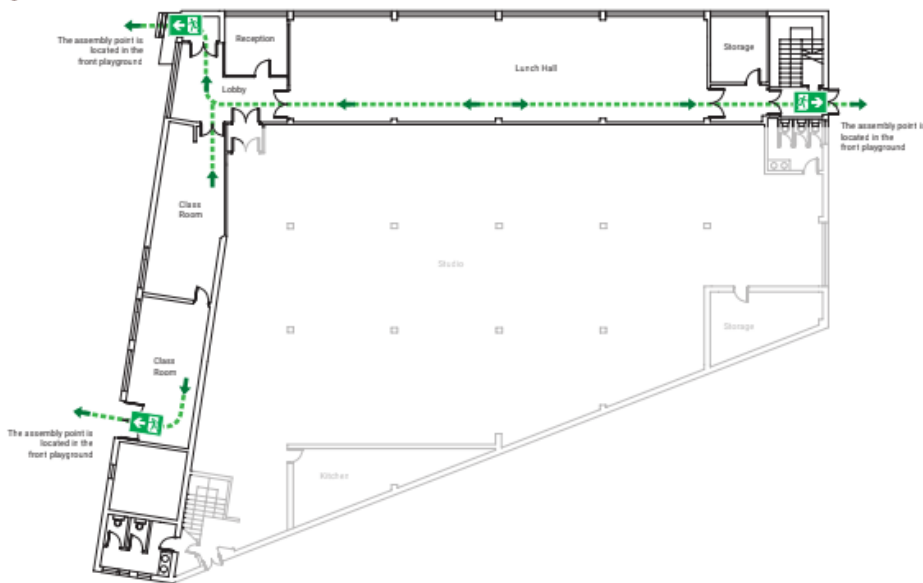 The assembly point is
located in the
front playground
Reception
Lobby
Lunch Hall
Storage
The assembly point is
located in the
front playground
Class
Room
Studio
Storage
Class
Room
The assembly point is
located in the
front playground
Kitcher